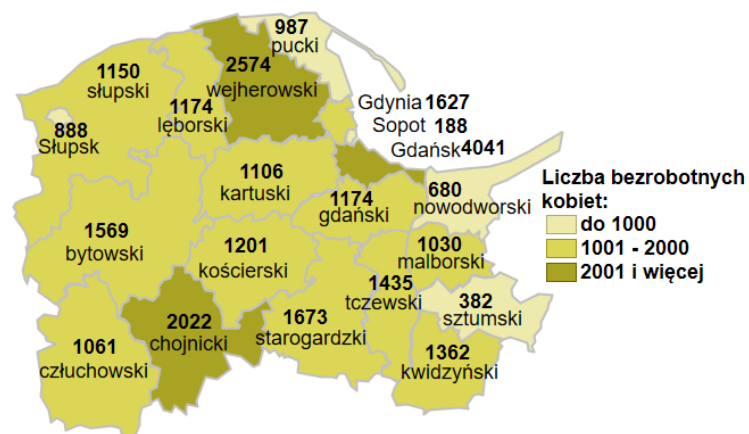 987
pucki
2574
wejherowski
1150
słupski
1174
lęborski
888
Słupsk
Gdynia 1627
Sopot 188
Gdańsk 4041
1106
kartuski
1174
gdański
680
nowodworski
1569
bytowski
1201
kościerski
1030
malborski
1435
tczewski
382
sztumski
2022
chojnicki
1673
starogardzki
1061
człuchowski
1362
kwidzyński
Liczba bezrobotnych
kobiet:
do 1000
1001 - 2000
2001 i więcej